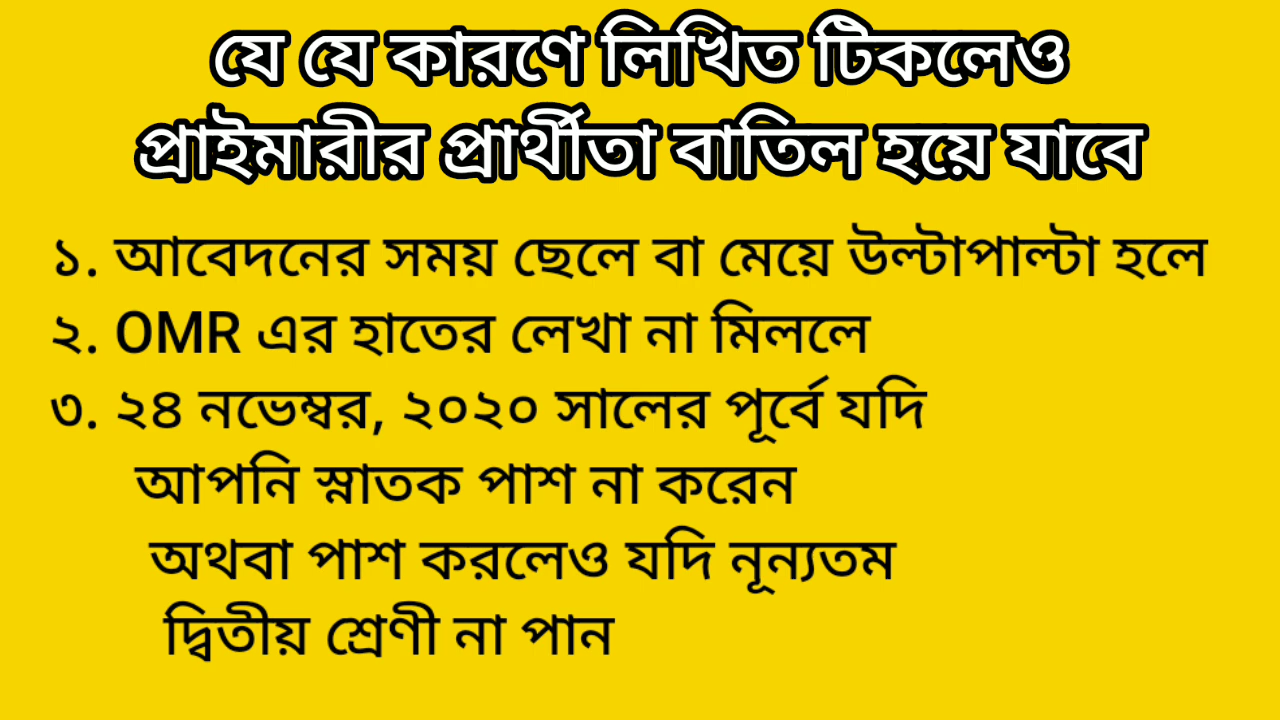 যে যে কারণে লিখিত টিকলেও
প্রাইমারীর প্রার্থীতা বাতিল হয়ে যাবে
১. আবেদনের সময় ছেলে বা মেয়ে উল্টাপাল্টা হলে
২. OMR এর হাতের লেখা না মিললে
৩. ২৪ নভেম্বর, ২০২০ সালের পূর্বে যদি
আপনি স্নাতক পাশ না করেন
অথবা পাশ করলেও যদি নূন্যতম
দ্বিতীয় শ্রেণী না পান